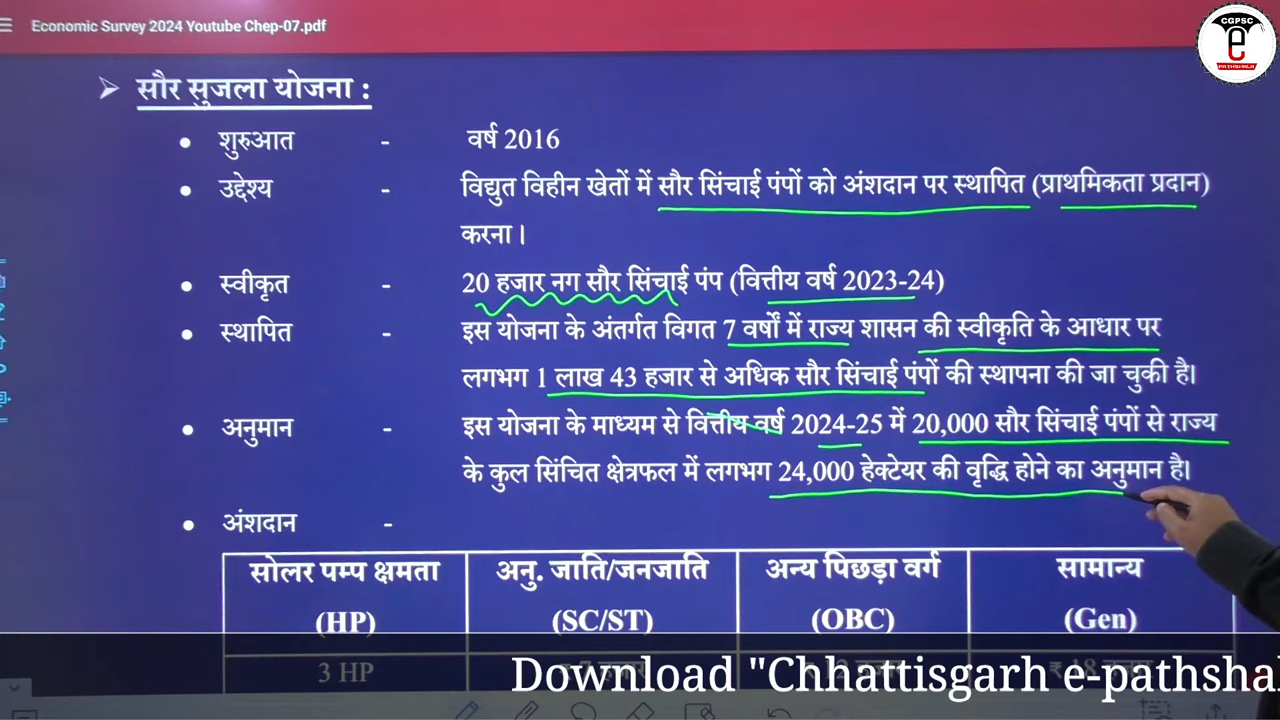 Economic Survey 2024 Youtube Chep-07.pdf
CGPSC
e
PATHSHALA
सौर सुजला योजना :
शुरुआत - वर्ष 2016
उद्देश्य - विद्युत विहीन खेतों में सौर सिंचाई पंपों को अंशदान पर स्थापित (प्राथमिकता प्रदान)
करना।
स्वीकृत - 20 हजार नग सौर सिंचाई पंप (वित्तीय वर्ष 2023-24)
स्थापित - इस योजना के अंतर्गत विगत 7 वर्षों में राज्य शासन की स्वीकृति के आधार पर
लगभग 1 लाख 43 हजार से अधिक सौर सिंचाई पंपों की स्थापना की जा चुकी है।
अनुमान - इस योजना के माध्यम से वित्तीय वर्ष 2024-25 में 20,000 सौर सिंचाई पंपों से राज्य
के कुल सिंचित क्षेत्रफल में लगभग 24,000 हेक्टेयर की वृद्धि होने का अनुमान है।
अंशदान -
सोलर पम्प क्षमता (HP) अनु. जाति/जनजाति (SC/ST) अन्य पिछड़ा वर्ग (OBC) सामान्य (Gen)
3 HP
Download "Chhattisgarh e-pathshal